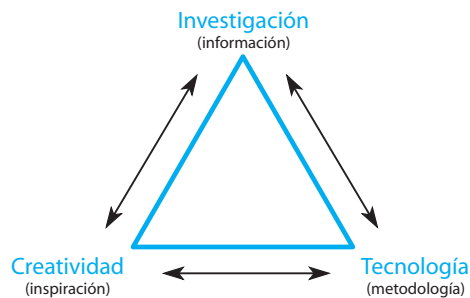 Investigación
(información)
Creatividad
(inspiración)
Tecnología
(metodología)